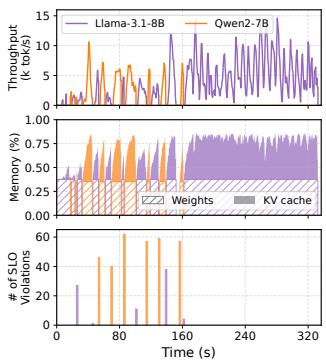 Throughput
(k tok/s)
15
10
5
0
Llama-3.1-8B
Qwen2-7B
Memory (%)
1.00
0.75
0.50
0.25
0.00
Weights
KV cache
# of SLO
Violations
60
40
20
0
0 80 160 240 320
Time (s)